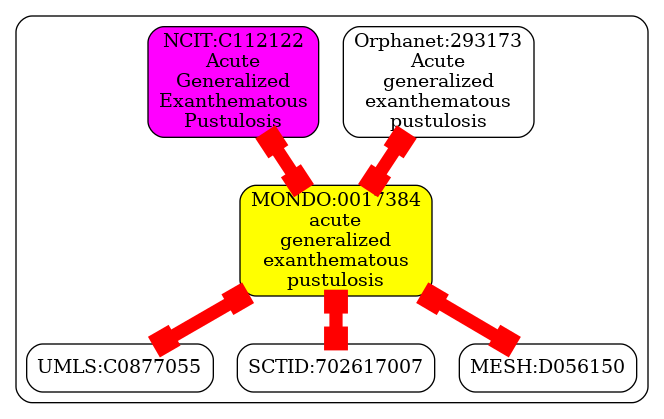 NCIT:C112122
Acute
Generalized
Exanthematous
Pustulosis
Orphanet:293173
Acute
generalized
exanthematous
pustulosis
MONDO:0017384
acute
generalized
exanthematous
pustulosis
UMLS:C0877055
SCTID:702617007
MESH:D056150